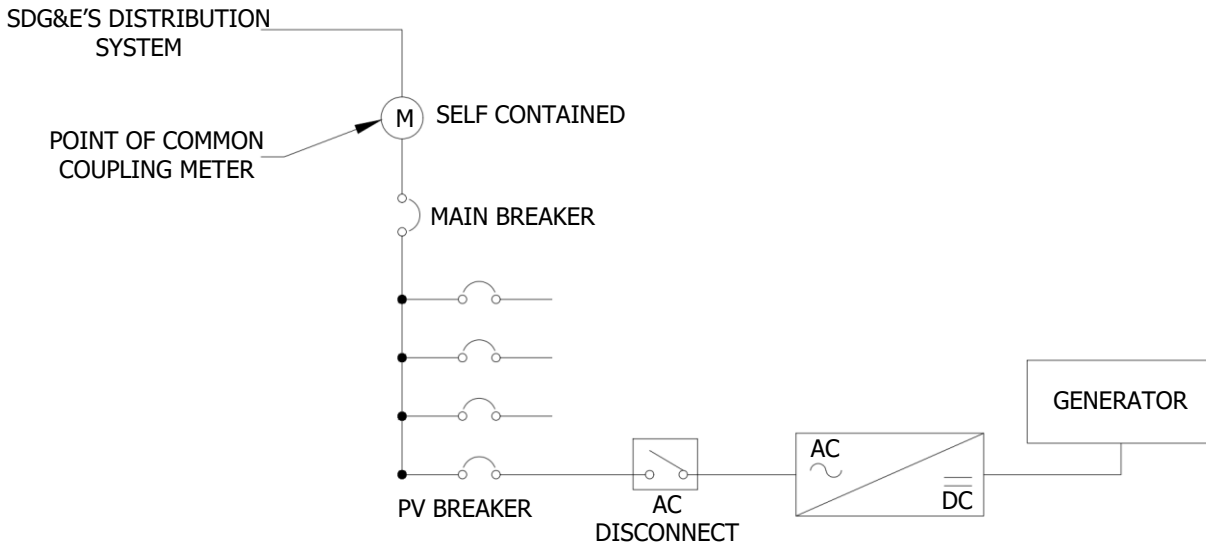 SDG&E’S DISTRIBUTION
SYSTEM
M
SELF CONTAINED
POINT OF COMMON
COUPLING METER
MAIN BREAKER
GENERATOR
AC
DC
PV BREAKER
AC
DISCONNECT